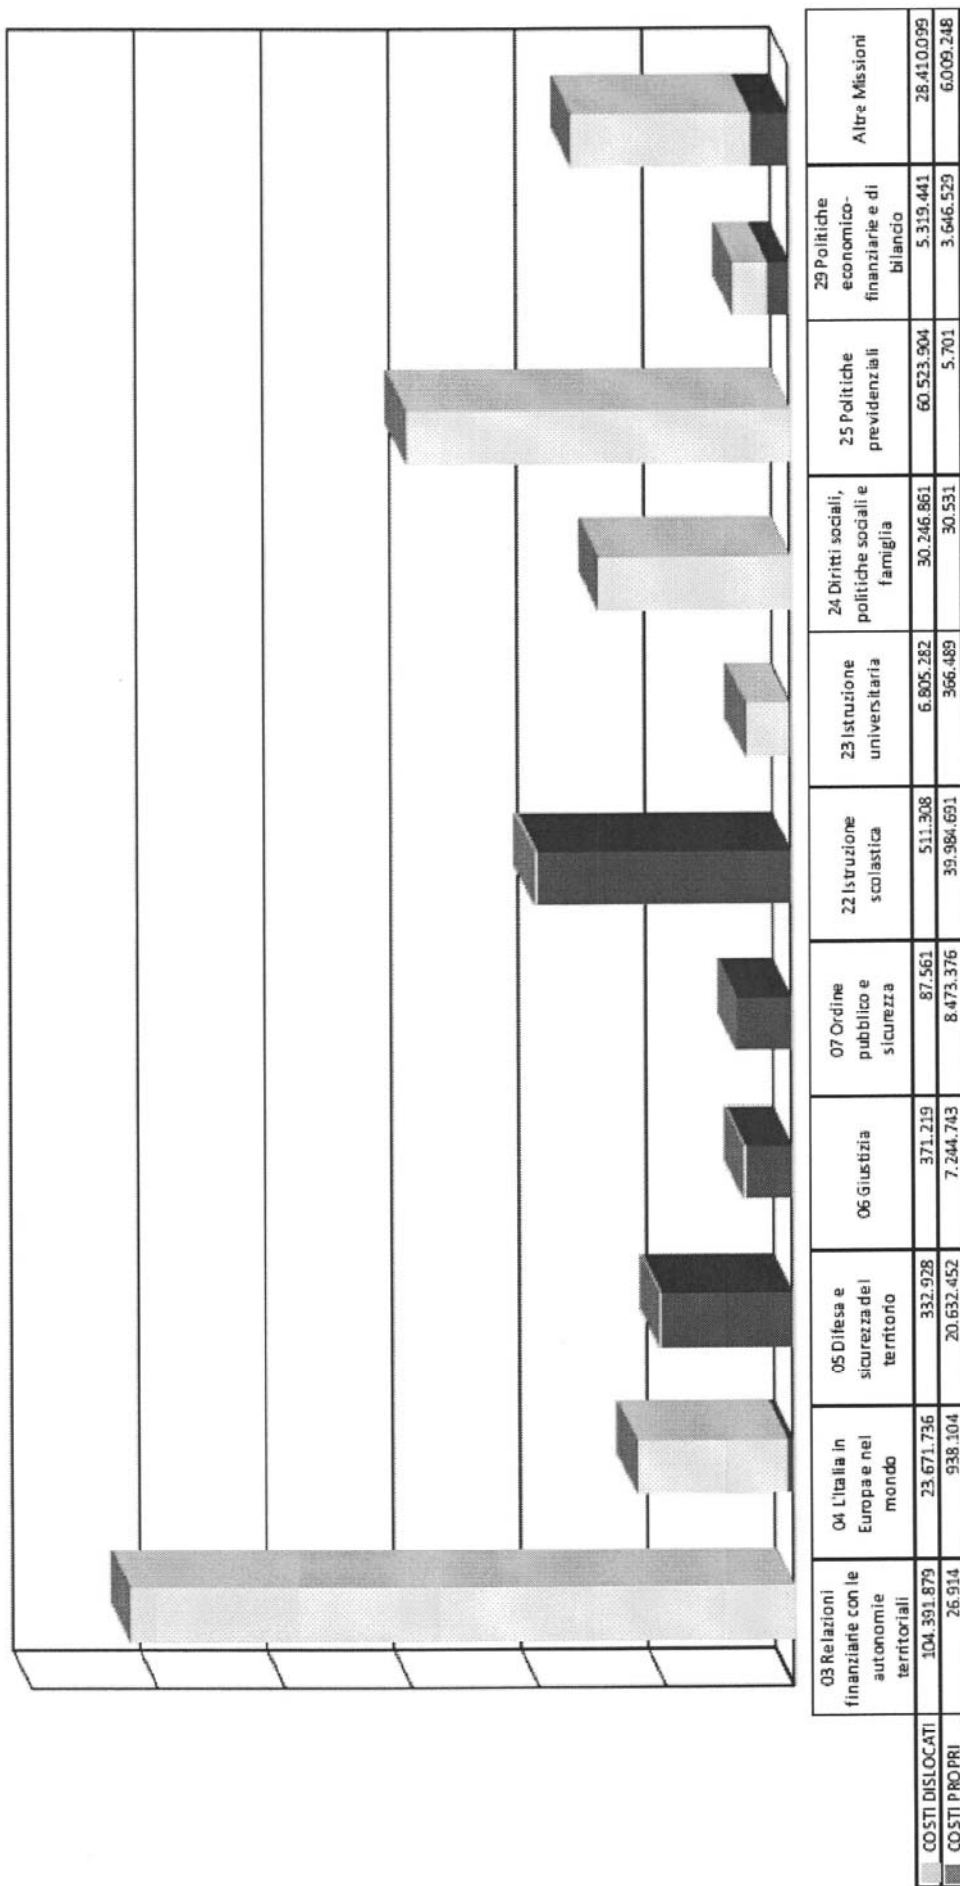 03 Relazioni
finanziarie con le
autonomie
territoriali
04 L'Italia in
Europa e nel
mondo
05 Difesa e
sicurezza del
territorio
06 Giustizia
07 Ordine
pubblico e
sicurezza
22 Istruzione
scolastica
23 Istruzione
universitaria
24 Diritti sociali,
politiche sociali e
famiglia
25 Politiche
previdenziali
29 Politiche
economico-
finanziarie e di
bilancio
Altre Missioni
COSTI DISLOCATI 104.391.879 23.671.736 332.928 371.219 87.561 511.308 6.805.282 30.246.861 60.523.904 5.319.441 28.410.099
COSTI PROPRI 26.914 938.104 20.632.452 7.244.743 8.473.376 39.984.691 366.489 30.531 5.701 3.646.529 6.009.248